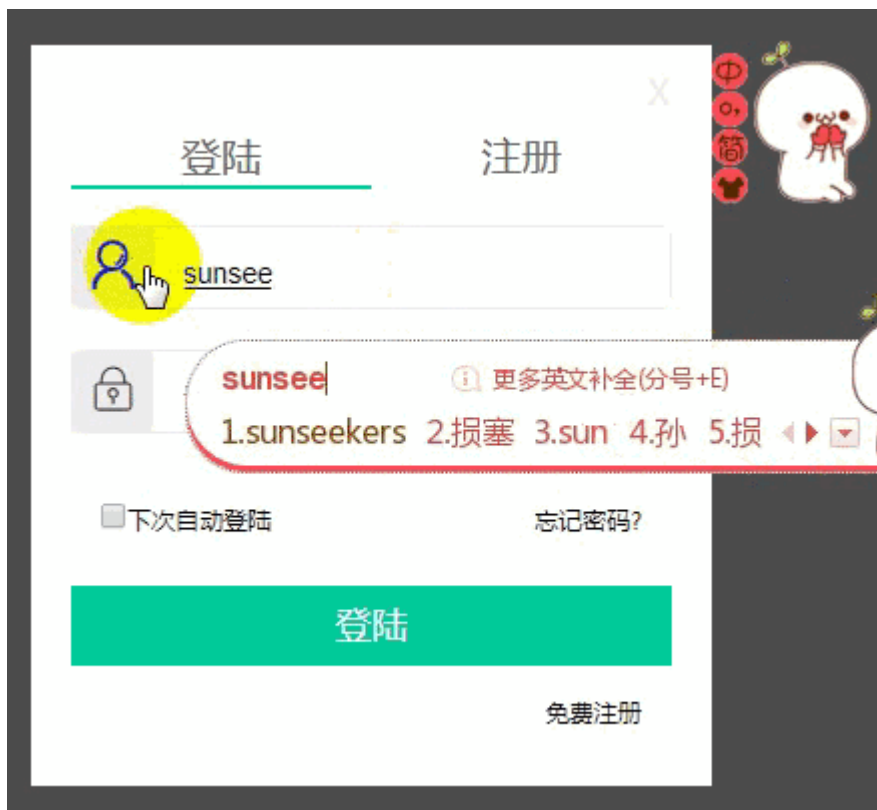 X
中
登陆 注册
°,
简
sunsee
sunsee 更多英文补全(分号+E)
1.sunseekers 2.损塞 3.sun 4.孙 5.损
下次自动登陆 忘记密码?
登陆
免费注册